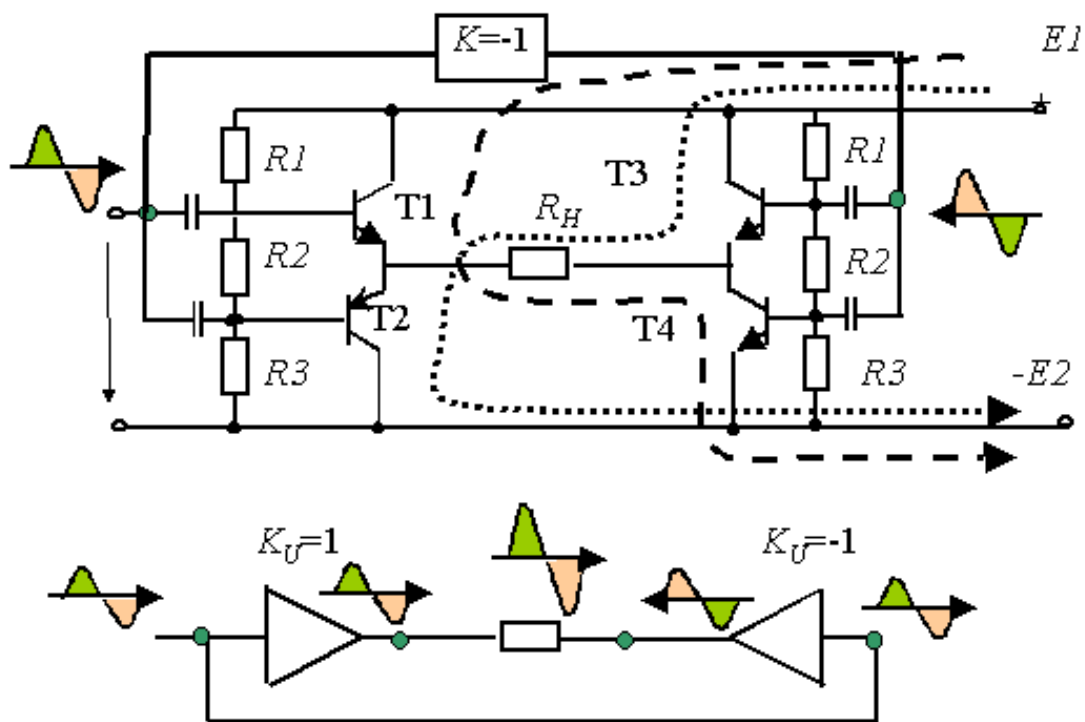 K=-1
E1
+
R1
T1
T3
R1
R_H
R2
R2
T2
T4
R3
R3
-E2
K_U=1
K_U=-1